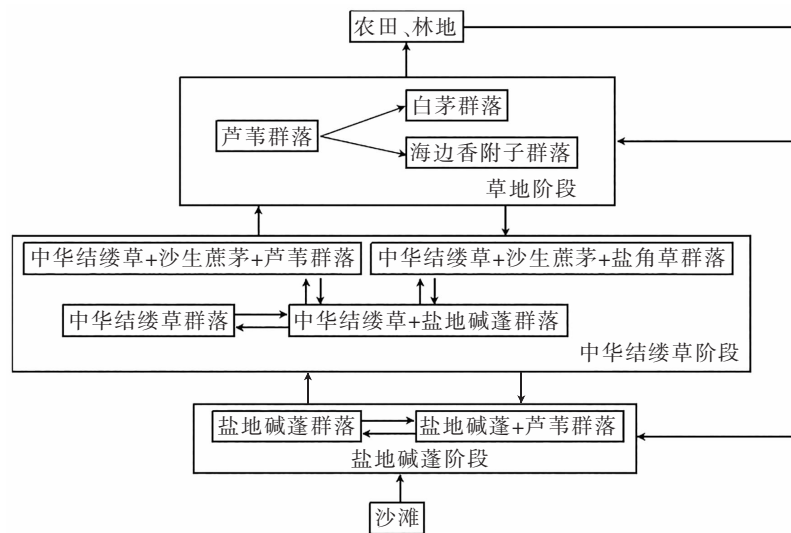 农田、林地
白茅群落
芦苇群落
海边香附子群落
草地阶段
中华结缕草+沙生蔗茅+芦苇群落
中华结缕草+沙生蔗茅+盐角草群落
中华结缕草群落
中华结缕草+盐地碱蓬群落
中华结缕草阶段
盐地碱蓬群落
盐地碱蓬+芦苇群落
盐地碱蓬阶段
沙滩